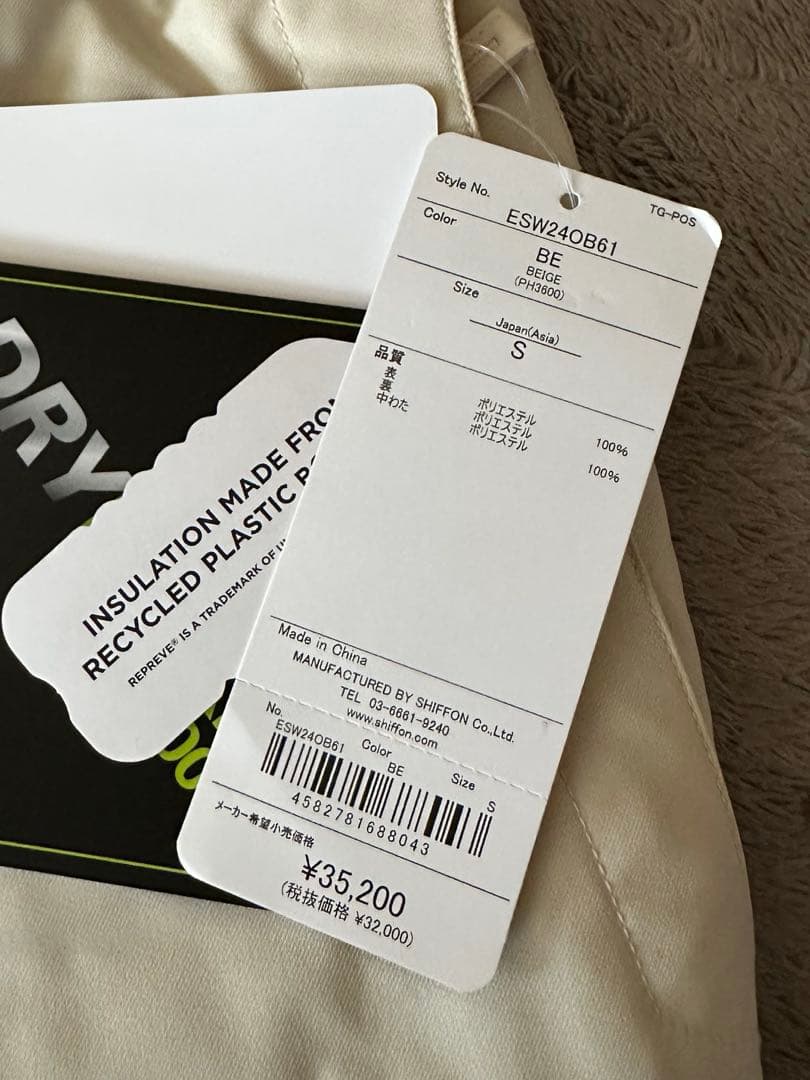 Style No.
TG-POS
ESW24OB61
Color
BE
BEIGE
(PH3600)
Size
Japan(Asia)
S
品質
表 ポリエステル
裏 ポリエステル 100%
中わた ポリエステル
100%
Made in China
MANUFACTURED BY SHIFFON Co.,Ltd.
TEL 03-6661-9240
www.shiffon.com
No.
ESW24OB61 Color
BE Size
S
4582781688043
メーカー希望小売価格
¥35,200
(税抜価格 ¥32,000)
DRY
INSULATION MADE FROM
RECYCLED PLASTIC
REPREVE® IS A TRADEMARK OF